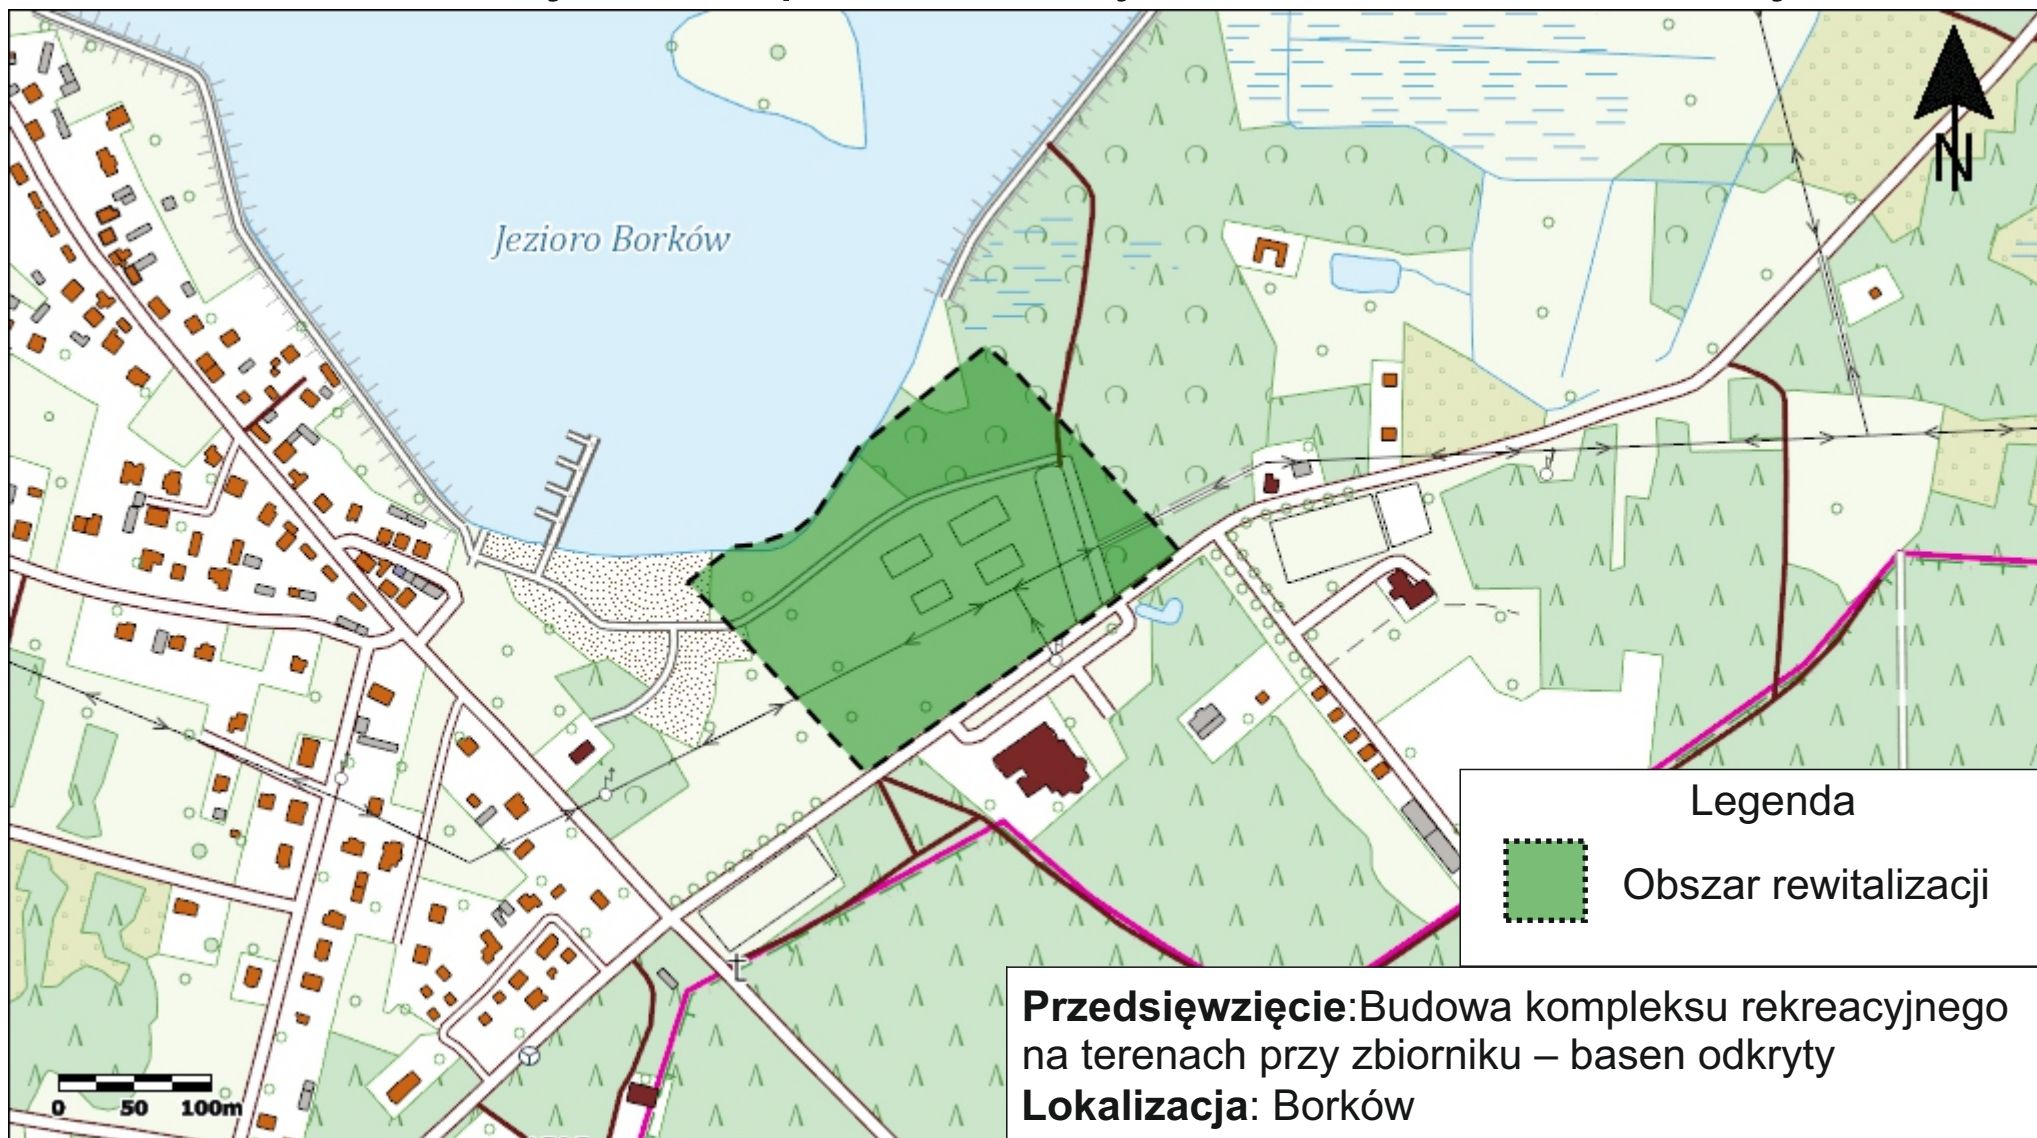 N
Jezioro Borków
Legenda
Obszar rewitalizacji
Przedsięwzięcie:Budowa kompleksu rekreacyjnego
na terenach przy zbiorniku – basen odkryty
Lokalizacja: Borków
0 50 100m